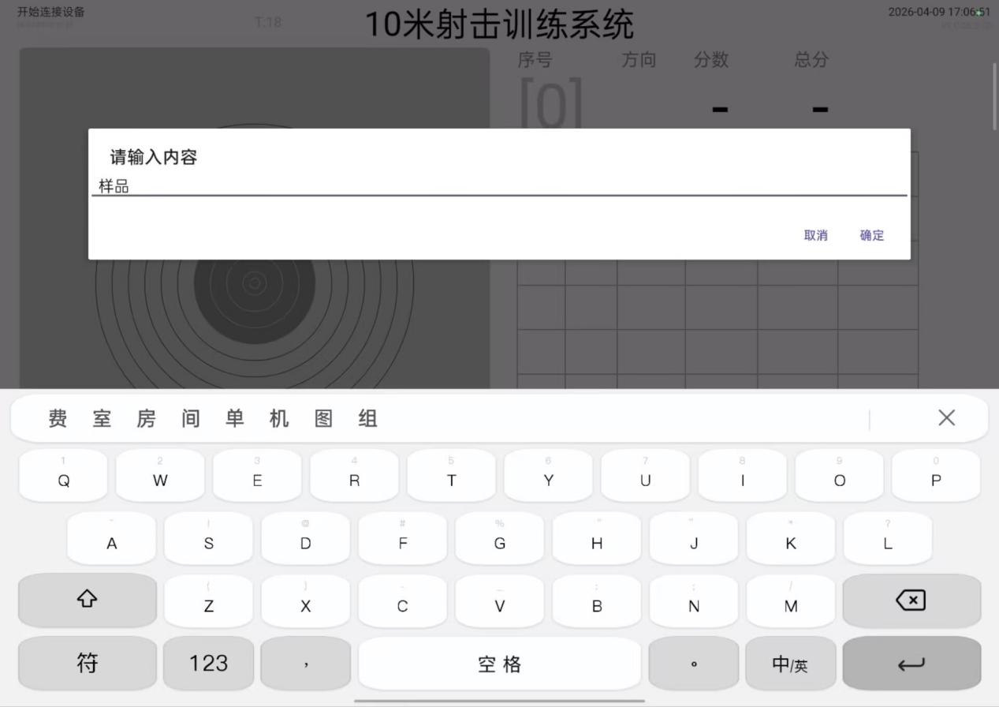 开始连接设备
T:18
10米射击训练系统
2026-04-09 17:06:51
序号 方向 分数 总分
[0] - -
请输入内容
样品
取消 确定
费 室 房 间 单 机 图 组
1 2 3 4 5 6 7 8 9 0
Q W E R T Y U I O P
~ ! @ # % " " * ?
A S D F G H J K L
( ) - _ : ; /
Z X C V B N M
符 123 , 空格 。 中/英